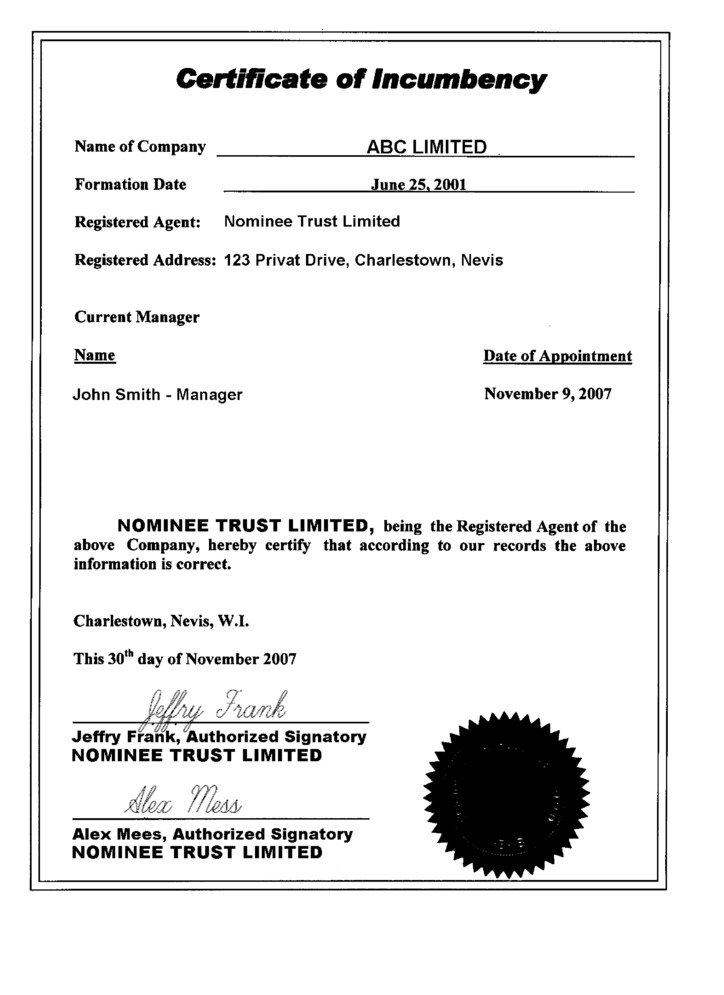 Certificate of Incumbency
Name of Company ABC LIMITED
Formation Date June 25, 2001
Registered Agent: Nominee Trust Limited
Registered Address: 123 Privat Drive, Charlestown, Nevis
Current Manager
Name Date of Appointment
John Smith - Manager November 9, 2007
NOMINEE TRUST LIMITED, being the Registered Agent of the
above Company, hereby certify that according to our records the above
information is correct.
Charlestown, Nevis, W.I.
This 30th day of November 2007
Jeffry Frank
Jeffry Frank, Authorized Signatory
NOMINEE TRUST LIMITED
Alex Mess
Alex Mees, Authorized Signatory
NOMINEE TRUST LIMITED